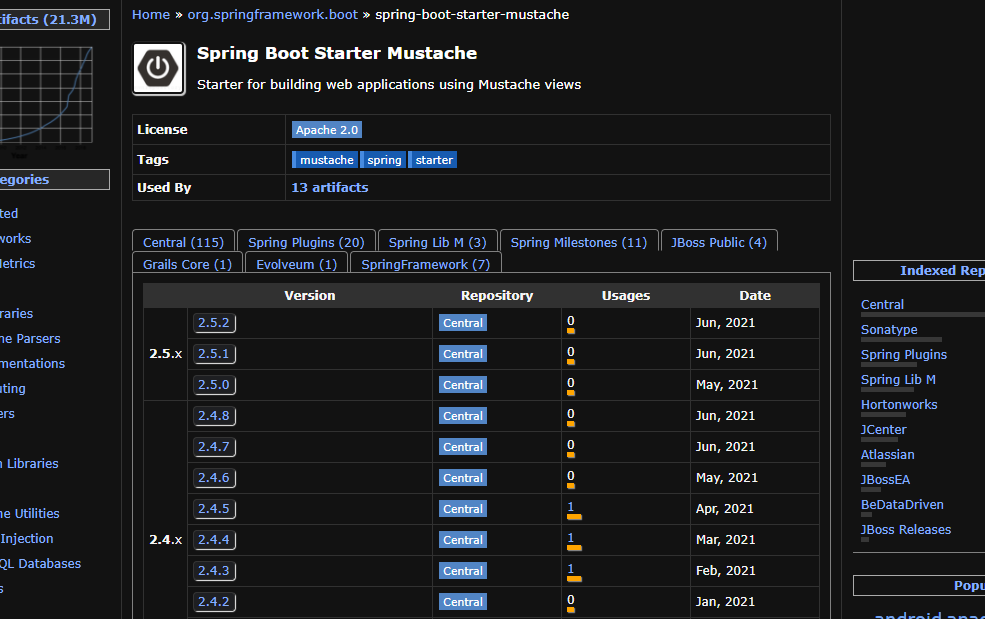 Home » org.springframework.boot » spring-boot-starter-mustache
ifacts (21.3M)
Spring Boot Starter Mustache
Starter for building web applications using Mustache views
License Apache 2.0
Tags mustache spring starter
Used By 13 artifacts
egories
ted
works
Metrics
raries
ne Parsers
mentations
uting
ers
n Libraries
ne Utilities
Injection
QL Databases
s
Central (115) Spring Plugins (20) Spring Lib M (3) Spring Milestones (11) JBoss Public (4)
Grails Core (1) Evolveum (1) SpringFramework (7)
Version Repository Usages Date
2.5.x
2.5.2 Central 0 Jun, 2021
2.5.1 Central 0 Jun, 2021
2.5.0 Central 0 May, 2021
2.4.x
2.4.8 Central 0 Jun, 2021
2.4.7 Central 0 Jun, 2021
2.4.6 Central 0 May, 2021
2.4.5 Central 1 Apr, 2021
2.4.4 Central 1 Mar, 2021
2.4.3 Central 1 Feb, 2021
2.4.2 Central 0 Jan, 2021
Indexed Rep
Central
Sonatype
Spring Plugins
Spring Lib M
Hortonworks
JCenter
Atlassian
JBossEA
BeDataDriven
JBoss Releases
Popu